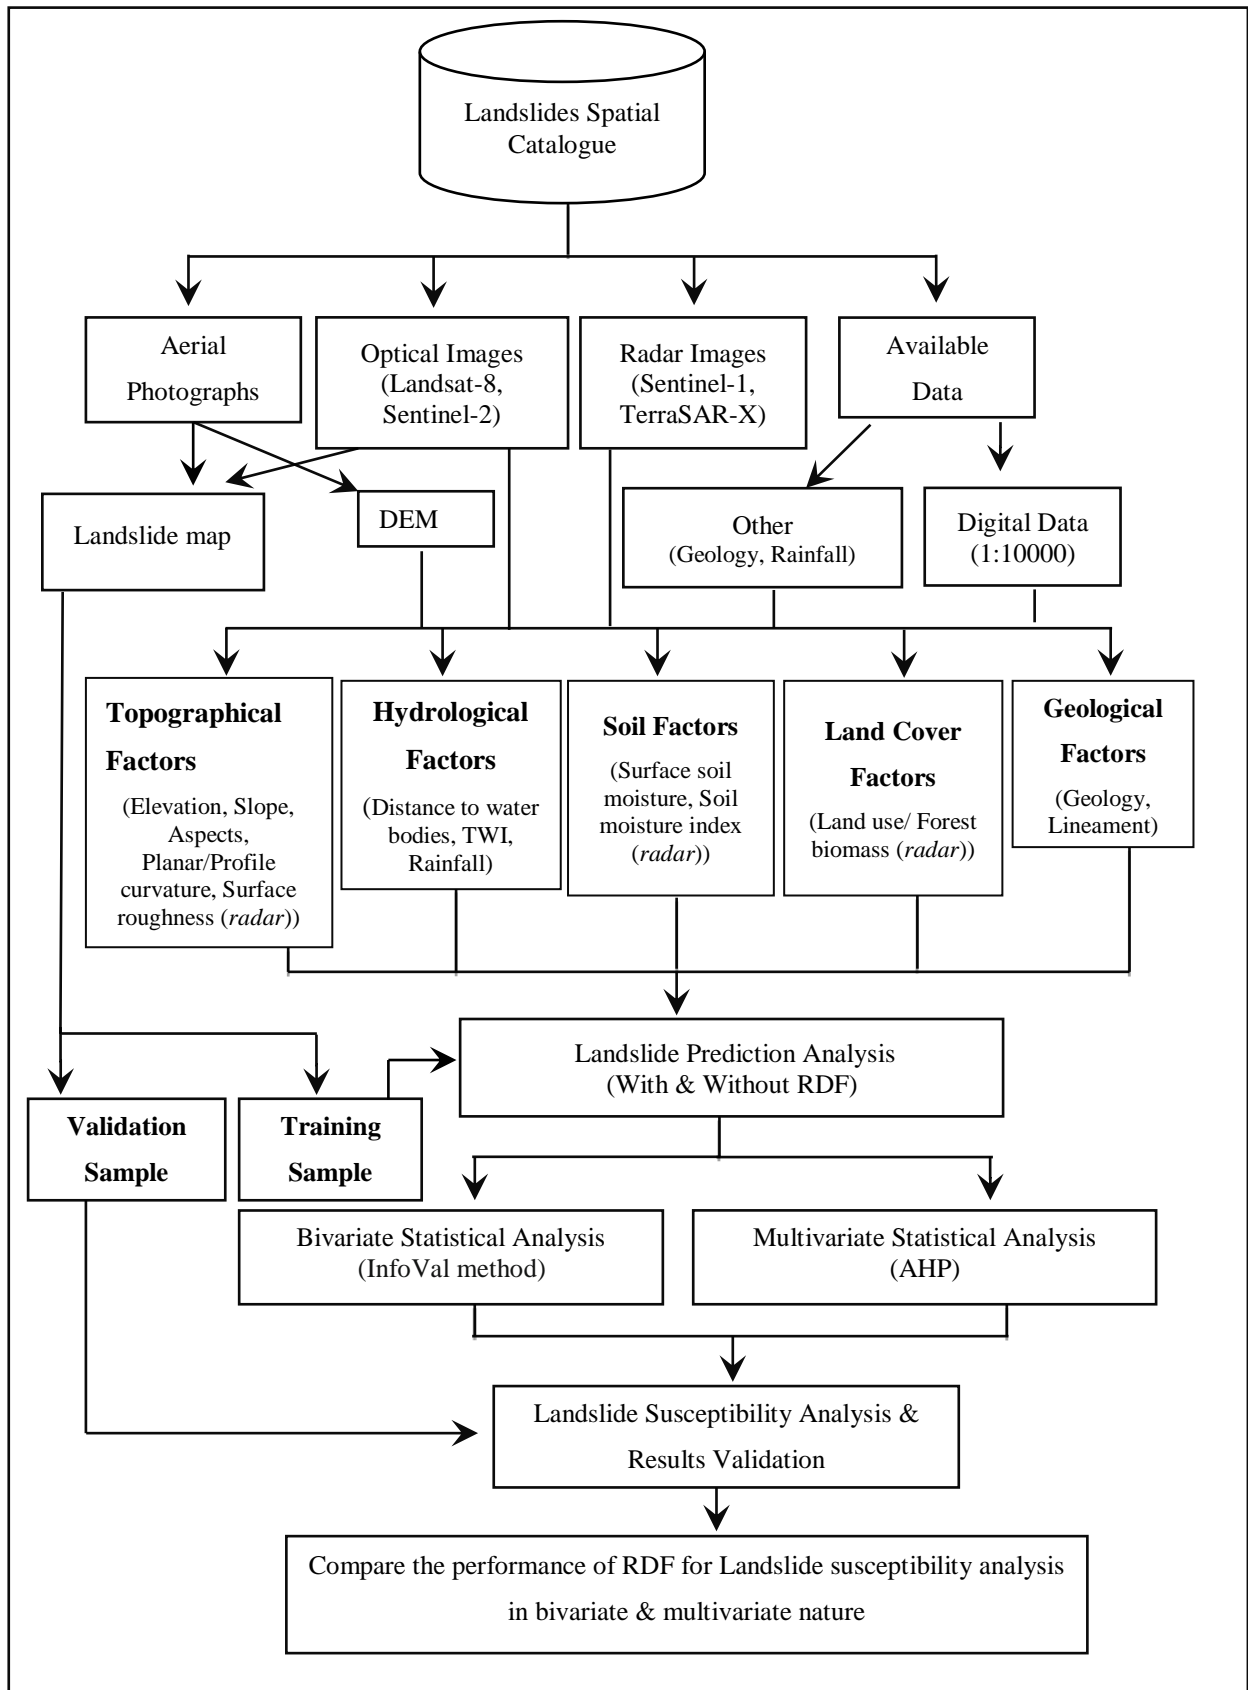 Landslides Spatial
Catalogue
Aerial
Photographs
Optical Images
(Landsat-8,
Sentinel-2)
Radar Images
(Sentinel-1,
TerraSAR-X)
Available
Data
Landslide map
DEM
Other
(Geology, Rainfall)
Digital Data
(1:10000)
Topographical
Factors
(Elevation, Slope,
Aspects,
Planar/Profile
curvature, Surface
roughness (radar))
Hydrological
Factors
(Distance to water
bodies, TWI,
Rainfall)
Soil Factors
(Surface soil
moisture, Soil
moisture index
(radar))
Land Cover
Factors
(Land use/ Forest
biomass (radar))
Geological
Factors
(Geology,
Lineament)
Landslide Prediction Analysis
(With & Without RDF)
Validation
Sample
Training
Sample
Bivariate Statistical Analysis
(InfoVal method)
Multivariate Statistical Analysis
(AHP)
Landslide Susceptibility Analysis &
Results Validation
Compare the performance of RDF for Landslide susceptibility analysis
in bivariate & multivariate nature